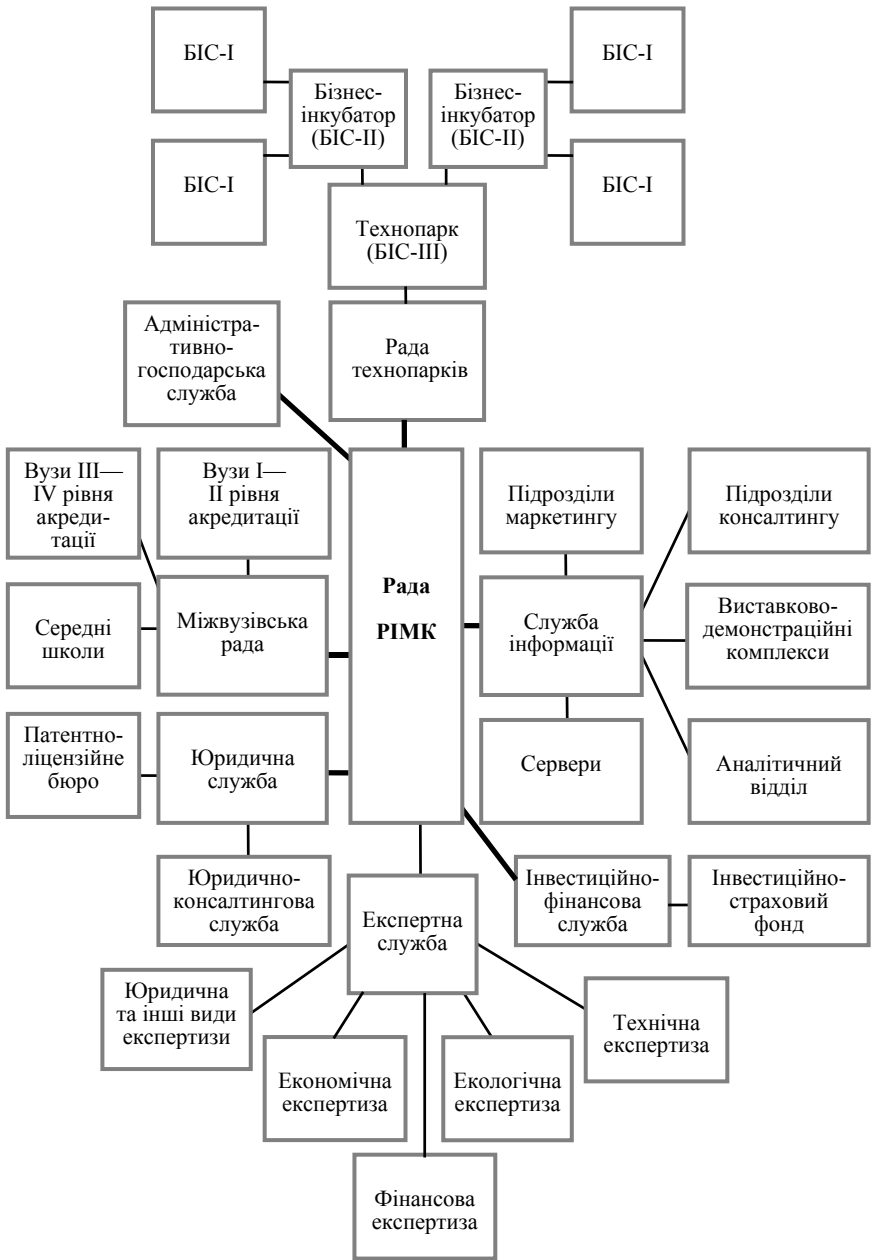 БІС-І
БІС-І
Бізнес-
інкубатор
(БІС-ІІ)
Бізнес-
інкубатор
(БІС-ІІ)
БІС-І
БІС-І
Технопарк
(БІС-ІІІ)
Адміністра-
тивно-
господарська
служба
Рада
технопарків
Вузи ІІІ—
ІV рівня
акреди-
тації
Вузи І—
ІІ рівня
акредитації
Рада
РІМК
Підрозділи
маркетингу
Підрозділи
консалтингу
Середні
школи
Міжвузівська
рада
Служба
інформації
Виставково-
демонстраційні
комплекси
Патентно-
ліцензійне
бюро
Юридична
служба
Сервери
Аналітичний
відділ
Юридично-
консалтингова
служба
Експертна
служба
Інвестиційно-
фінансова
служба
Інвестиційно-
страховий
фонд
Юридична
та інші види
експертизи
Економічна
експертиза
Екологічна
експертиза
Технічна
експертиза
Фінансова
експертиза